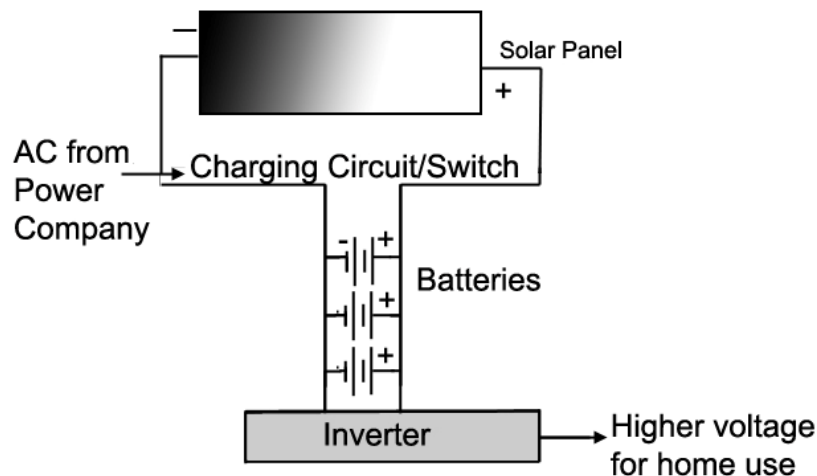 −
Solar Panel
+
AC from
Power
Company
Charging Circuit/Switch
- +
Batteries
+
+
Inverter
Higher voltage
for home use